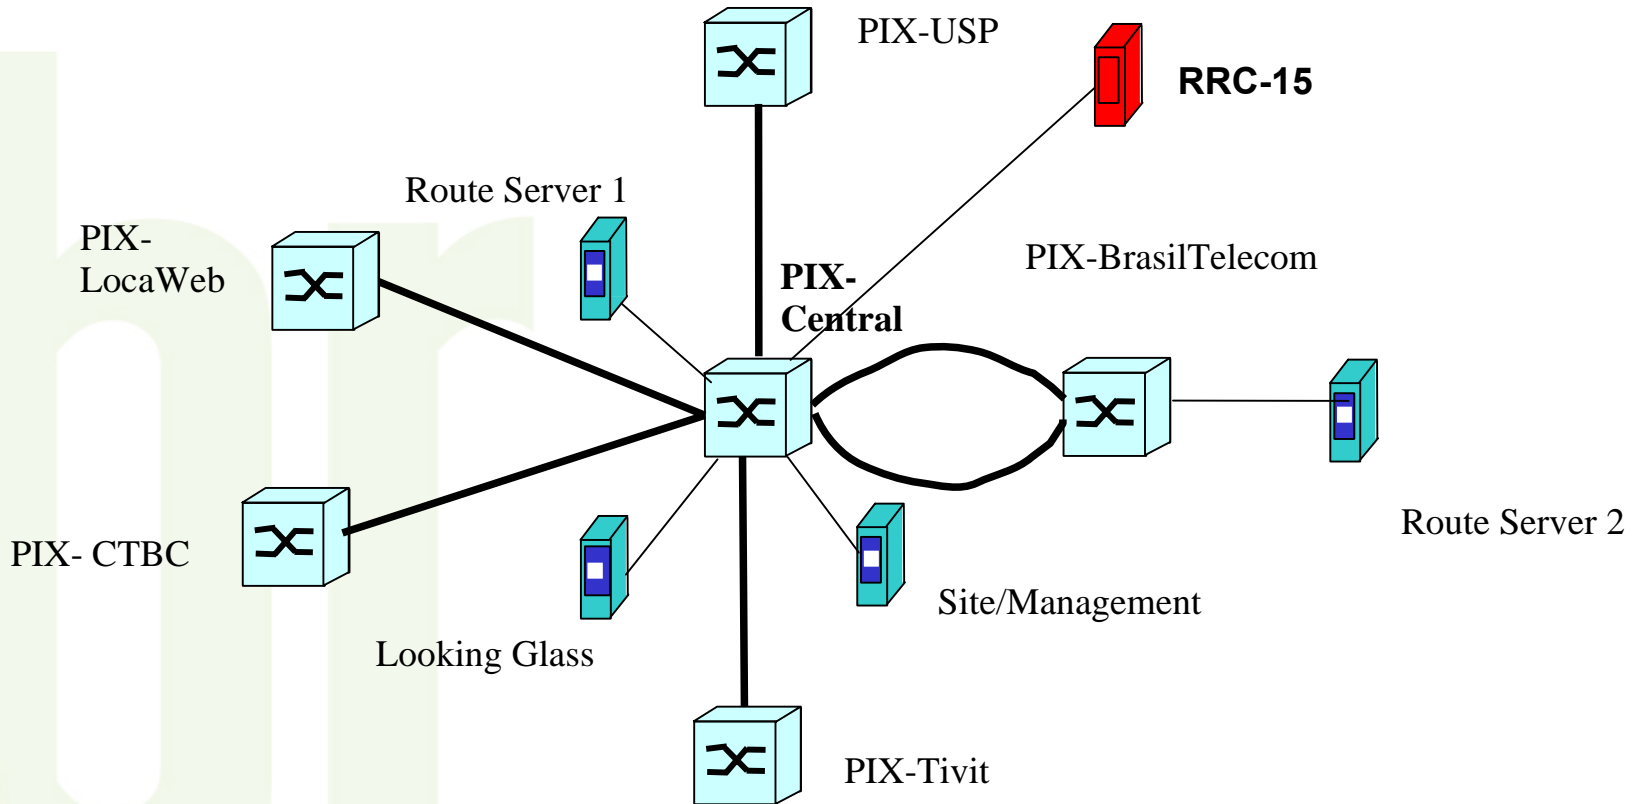 PIX-USP
RRC-15
Route Server 1
PIX-
LocaWeb
PIX-BrasilTelecom
PIX-
Central
Route Server 2
PIX- CTBC
Site/Management
Looking Glass
PIX-Tivit
br